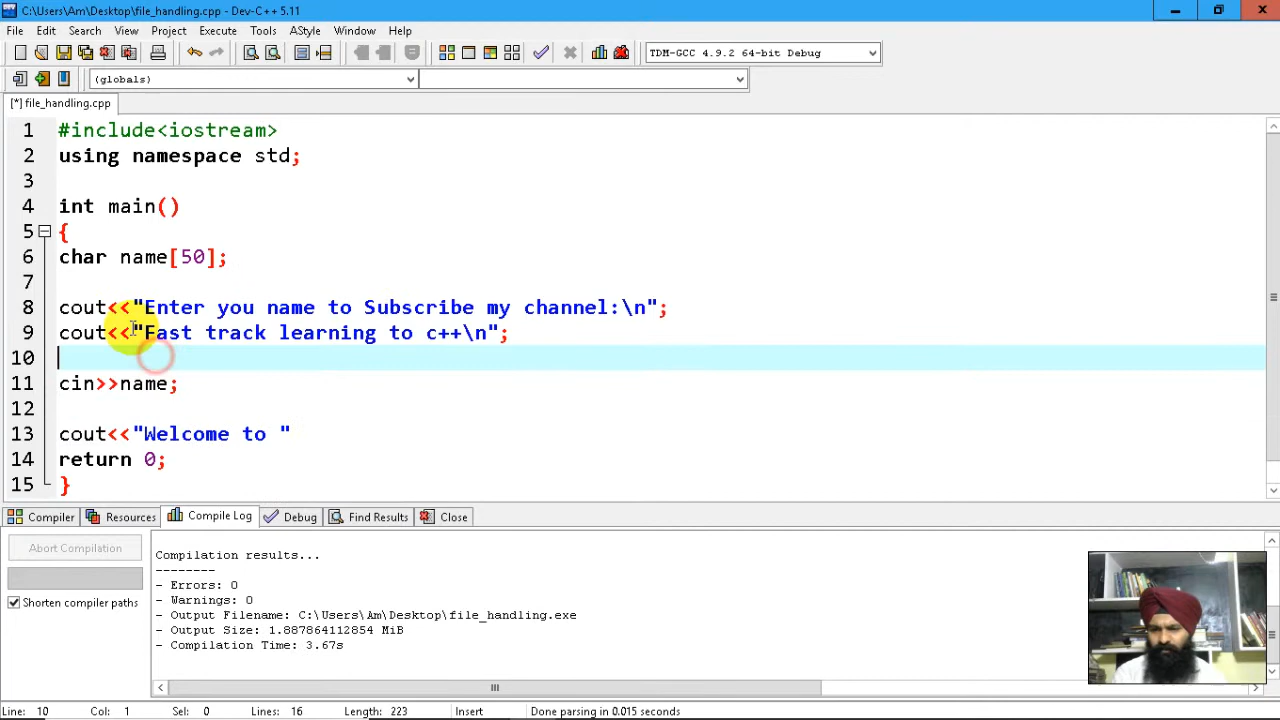 C:\Users\Am\Desktop\file_handling.cpp - Dev-C++ 5.11
File Edit Search View Project Execute Tools AStyle Window Help
TDM-GCC 4.9.2 64-bit Debug
(globals)
[*] file_handling.cpp
1 #include<iostream>
2 using namespace std;
3
4 int main()
5 {
6 char name[50];
7
8 cout<<"Enter you name to Subscribe my channel:\n";
9 cout<<"Fast track learning to c++\n";
10
11 cin>>name;
12
13 cout<<"Welcome to "
14 return 0;
15 }
Compiler Resources Compile Log Debug Find Results Close
Abort Compilation
Shorten compiler paths
Compilation results...
--------
- Errors: 0
- Warnings: 0
- Output Filename: C:\Users\Am\Desktop\file_handling.exe
- Output Size: 1.887864112854 MiB
- Compilation Time: 3.67s
Line: 10 Col: 1 Sel: 0 Lines: 16 Length: 223 Insert Done parsing in 0.015 seconds